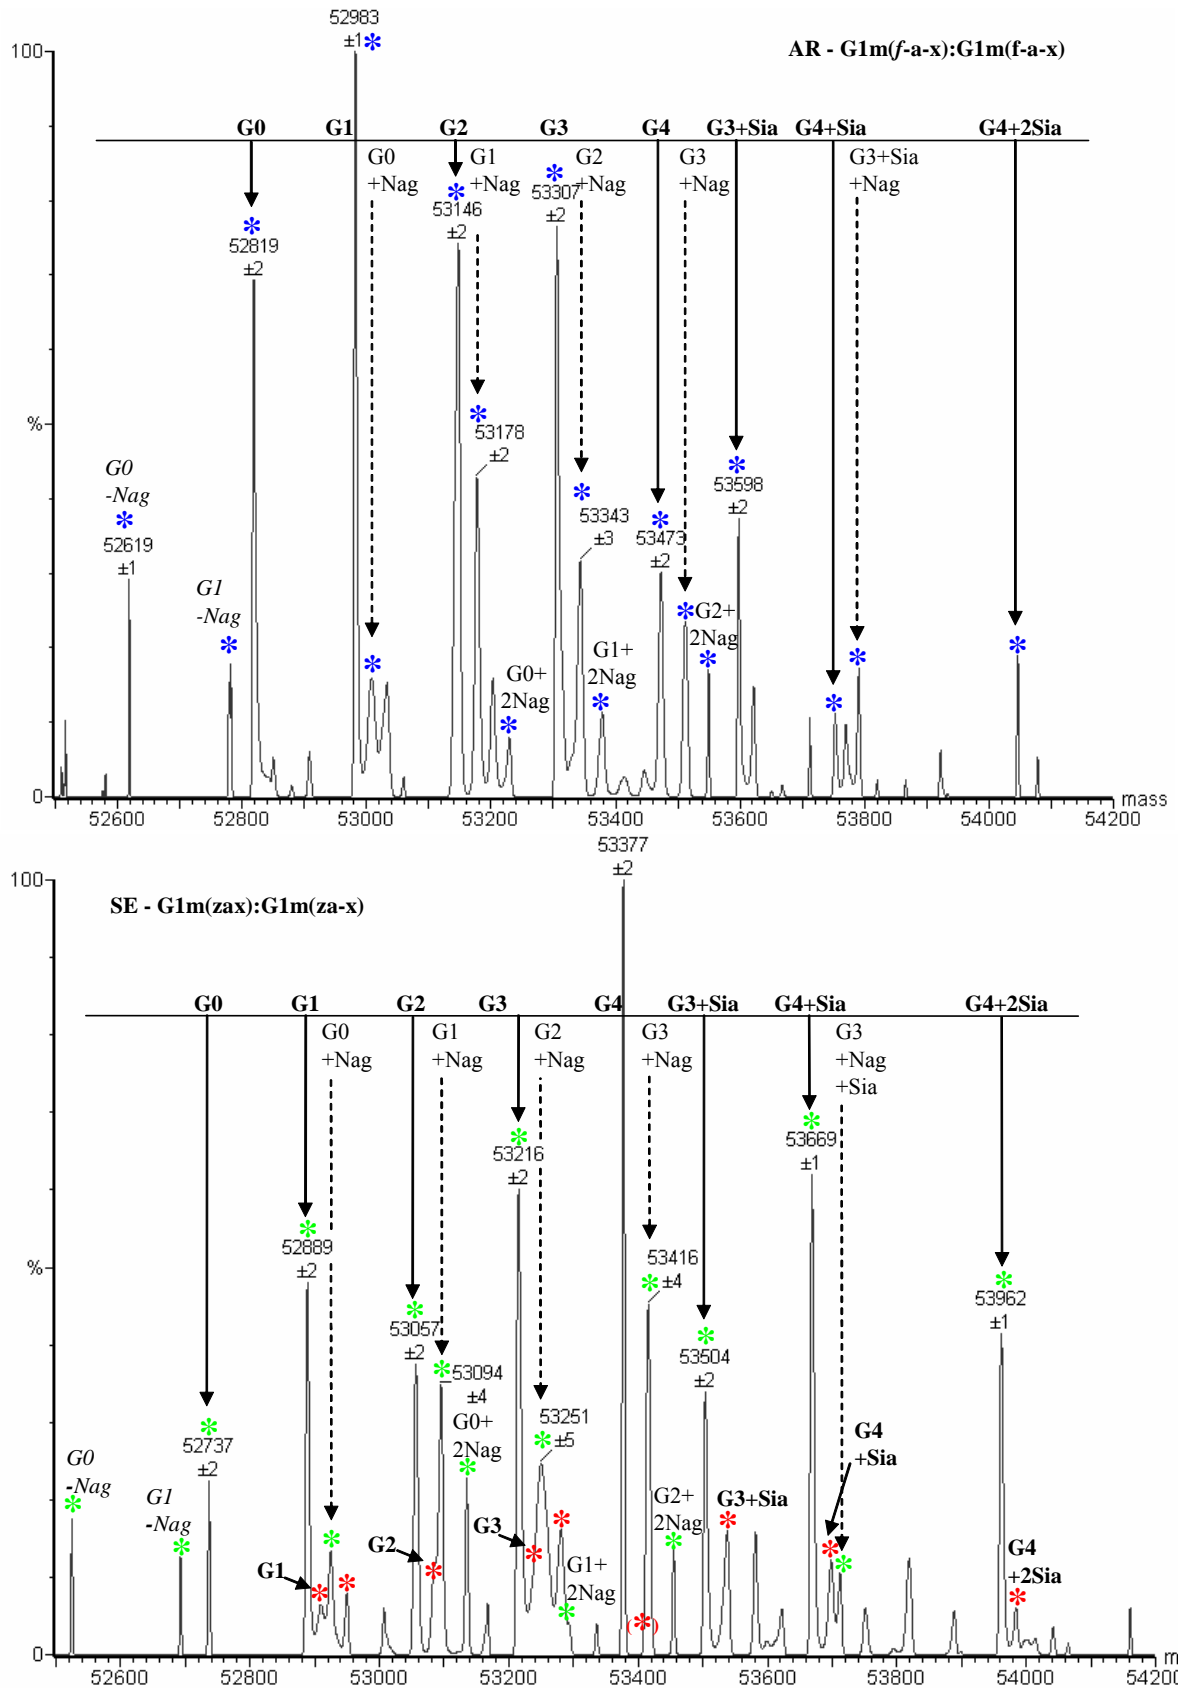 52983
±1
100
AR - G1m(f-a-x):G1m(f-a-x)
G0 G1 G2 G3 G4 G3+Sia G4+Sia G4+2Sia
G0
+Nag
G1
+Nag
G2
+Nag
G3
+Nag
G3+Sia
+Nag
53146
±2
53307
±2
52819
±2
%
53178
±2
G0
-Nag
52619
±1
53343
±3
53473
±2
53598
±2
G1
-Nag
G2+
2Nag
G1+
2Nag
G0+
2Nag
0
mass
52600 52800 53000 53200 53400 53600 53800 54000 54200
53377
±2
100
SE - G1m(zax):G1m(za-x)
G0 G1 G2 G3 G4 G3+Sia G4+Sia G4+2Sia
G0
+Nag
G1
+Nag
G2
+Nag
G3
+Nag
G3
+Nag
+Sia
53216
±2
53669
±1
52889
±2
%
53416
±4
53962
±1
53057
±2
53504
±2
53094
±4
G0+
2Nag
53251
±5
52737
±2
G0
-Nag
G1
-Nag
G4
+Sia
G2+
2Nag
G3+Sia
G3
G2
G1
G1+
2Nag
G4
+2Sia
( )
0
m
52600 52800 53000 53200 53400 53600 53800 54000 54200